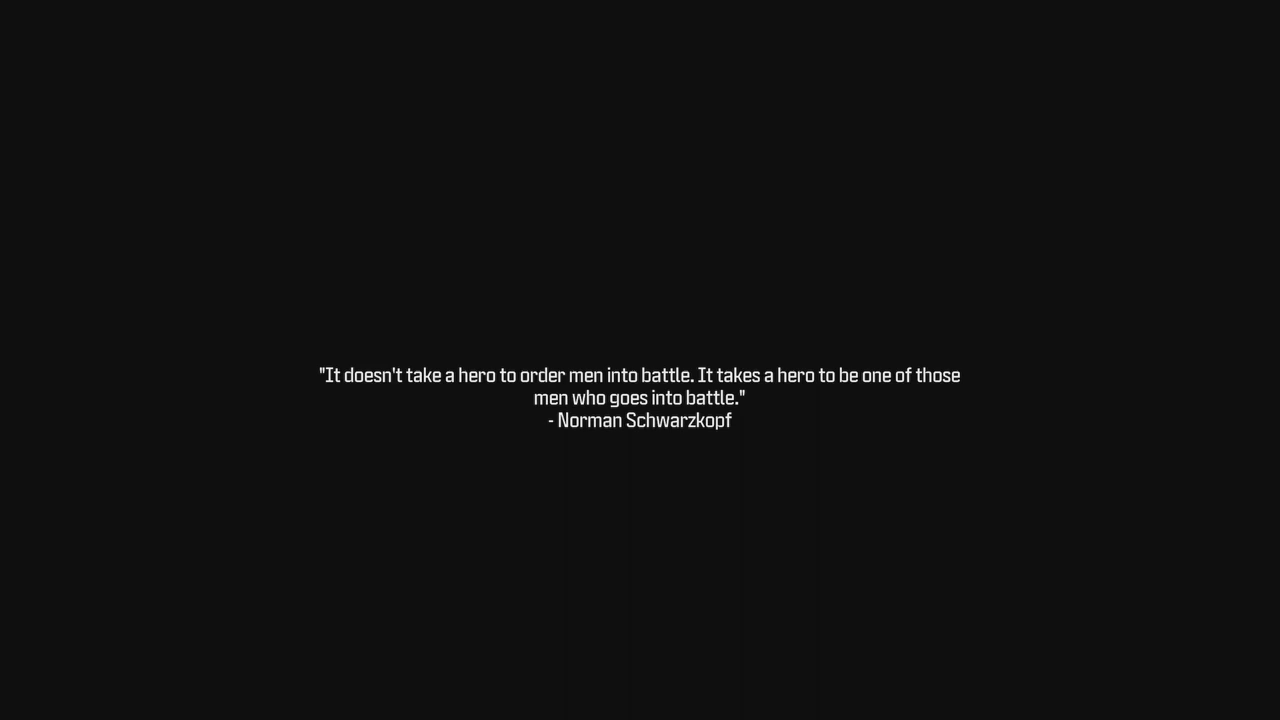 "It doesn't take a hero to order men into battle. It takes a hero to be one of those
men who goes into battle."
- Norman Schwarzkopf